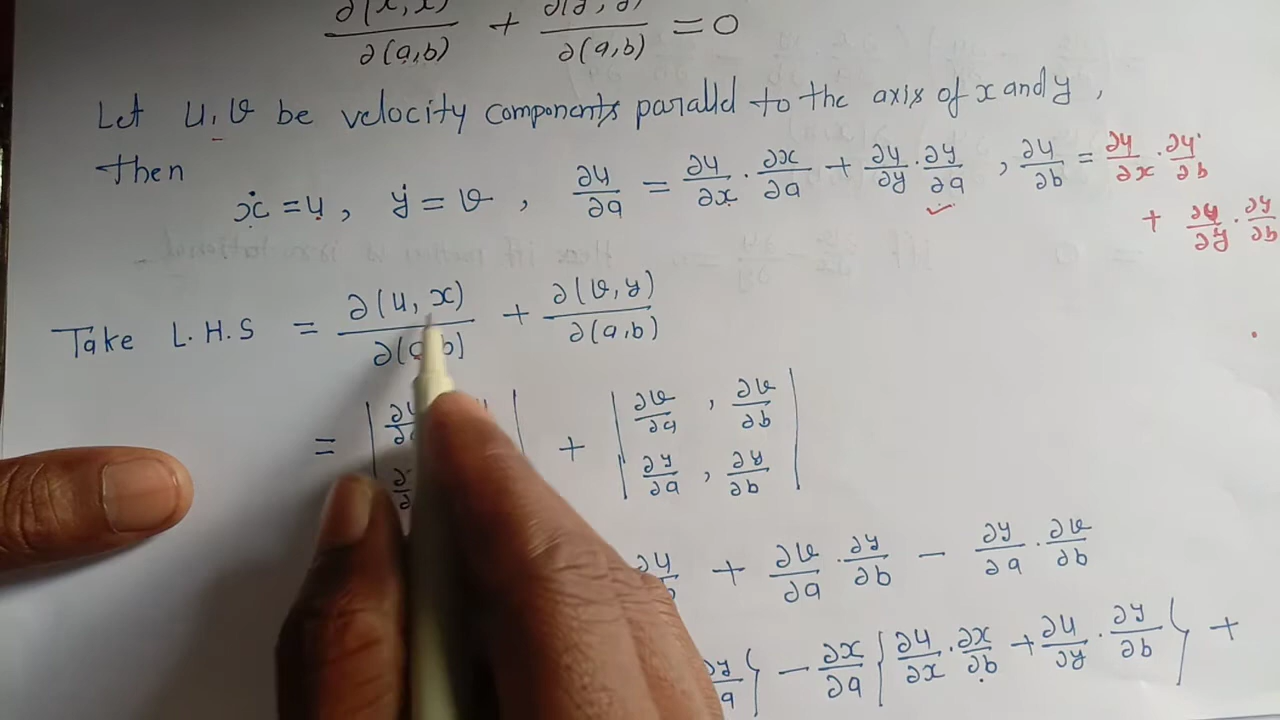 ∂(ẋ, x)/∂(a,b) + ∂(ẏ, y)/∂(a,b) = 0
Let u, v be velocity components parallel to the axis of x and y,
then
ẋ = u, ẏ = v, ∂u/∂a = ∂u/∂x · ∂x/∂a + ∂u/∂y · ∂y/∂a, ∂u/∂b = ∂u/∂x · ∂y/∂b
+ ∂u/∂y · ∂y/∂b
Take L.H.S = ∂(u, x)/∂(a,b) + ∂(v, y)/∂(a,b)
= | + | ∂v/∂a , ∂v/∂b
∂y/∂a , ∂y/∂b |
∂u/∂b + ∂v/∂a · ∂y/∂b − ∂y/∂a · ∂v/∂b
∂y/∂a } − ∂x/∂a { ∂u/∂x · ∂x/∂b + ∂u/∂y · ∂y/∂b } +